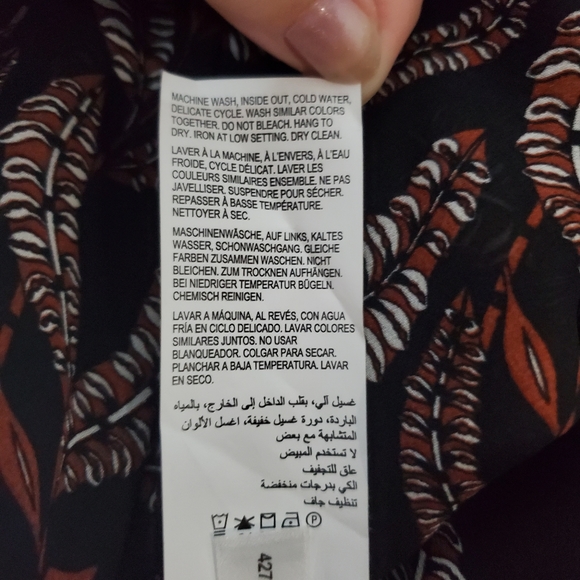 MACHINE WASH, INSIDE OUT, COLD WATER,
DELICATE CYCLE. WASH SIMILAR COLORS
TOGETHER. DO NOT BLEACH. HANG TO
DRY. IRON AT LOW SETTING. DRY CLEAN.
LAVER À LA MACHINE, À L'ENVERS, À L'EAU
FROIDE, CYCLE DÉLICAT. LAVER LES
COULEURS SIMILAIRES ENSEMBLE. NE PAS
JAVELLISER. SUSPENDRE POUR SÉCHER.
REPASSER À BASSE TEMPÉRATURE.
NETTOYER À SEC.
MASCHINENWÄSCHE, AUF LINKS, KALTES
WASSER, SCHONWASCHGANG. GLEICHE
FARBEN ZUSAMMEN WASCHEN. NICHT
BLEICHEN. ZUM TROCKNEN AUFHÄNGEN.
BEI NIEDRIGER TEMPERATUR BÜGELN.
CHEMISCH REINIGEN.
LAVAR A MÁQUINA, AL REVÉS, CON AGUA
FRÍA EN CICLO DELICADO. LAVAR COLORES
SIMILARES JUNTOS. NO USAR
BLANQUEADOR. COLGAR PARA SECAR.
PLANCHAR A BAJA TEMPERATURA. LAVAR
EN SECO.
غسيل آلي، بقلب الداخل إلى الخارج، بالمياه
الباردة، دورة غسيل خفيفة، اغسل الألوان
المتشابهة مع بعض
لا تستخدم المبيض
علق للتجفيف
الكي بدرجات منخفضة
تنظيف جاف
P
427